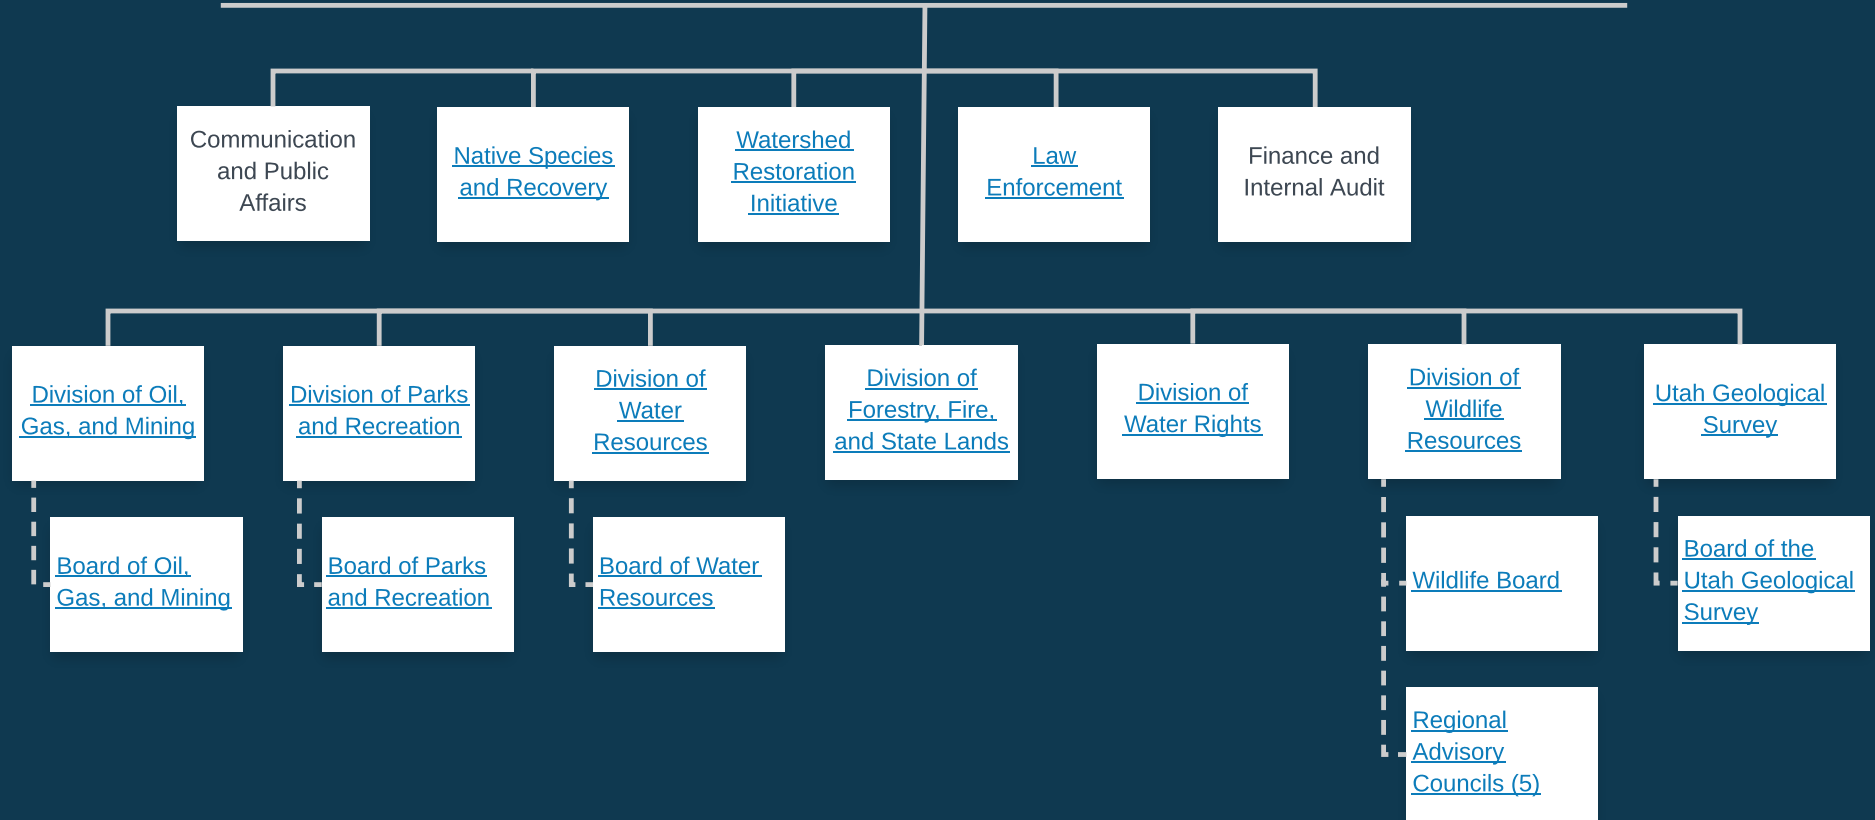 Communication
and Public
Affairs
Native Species
and Recovery
Watershed
Restoration
Initiative
Law
Enforcement
Finance and
Internal Audit
Division of Oil,
Gas, and Mining
Division of Parks
and Recreation
Division of
Water
Resources
Division of
Forestry, Fire,
and State Lands
Division of
Water Rights
Division of
Wildlife
Resources
Utah Geological
Survey
Board of Oil,
Gas, and Mining
Board of Parks
and Recreation
Board of Water
Resources
Wildlife Board
Board of the
Utah Geological
Survey
Regional
Advisory
Councils (5)